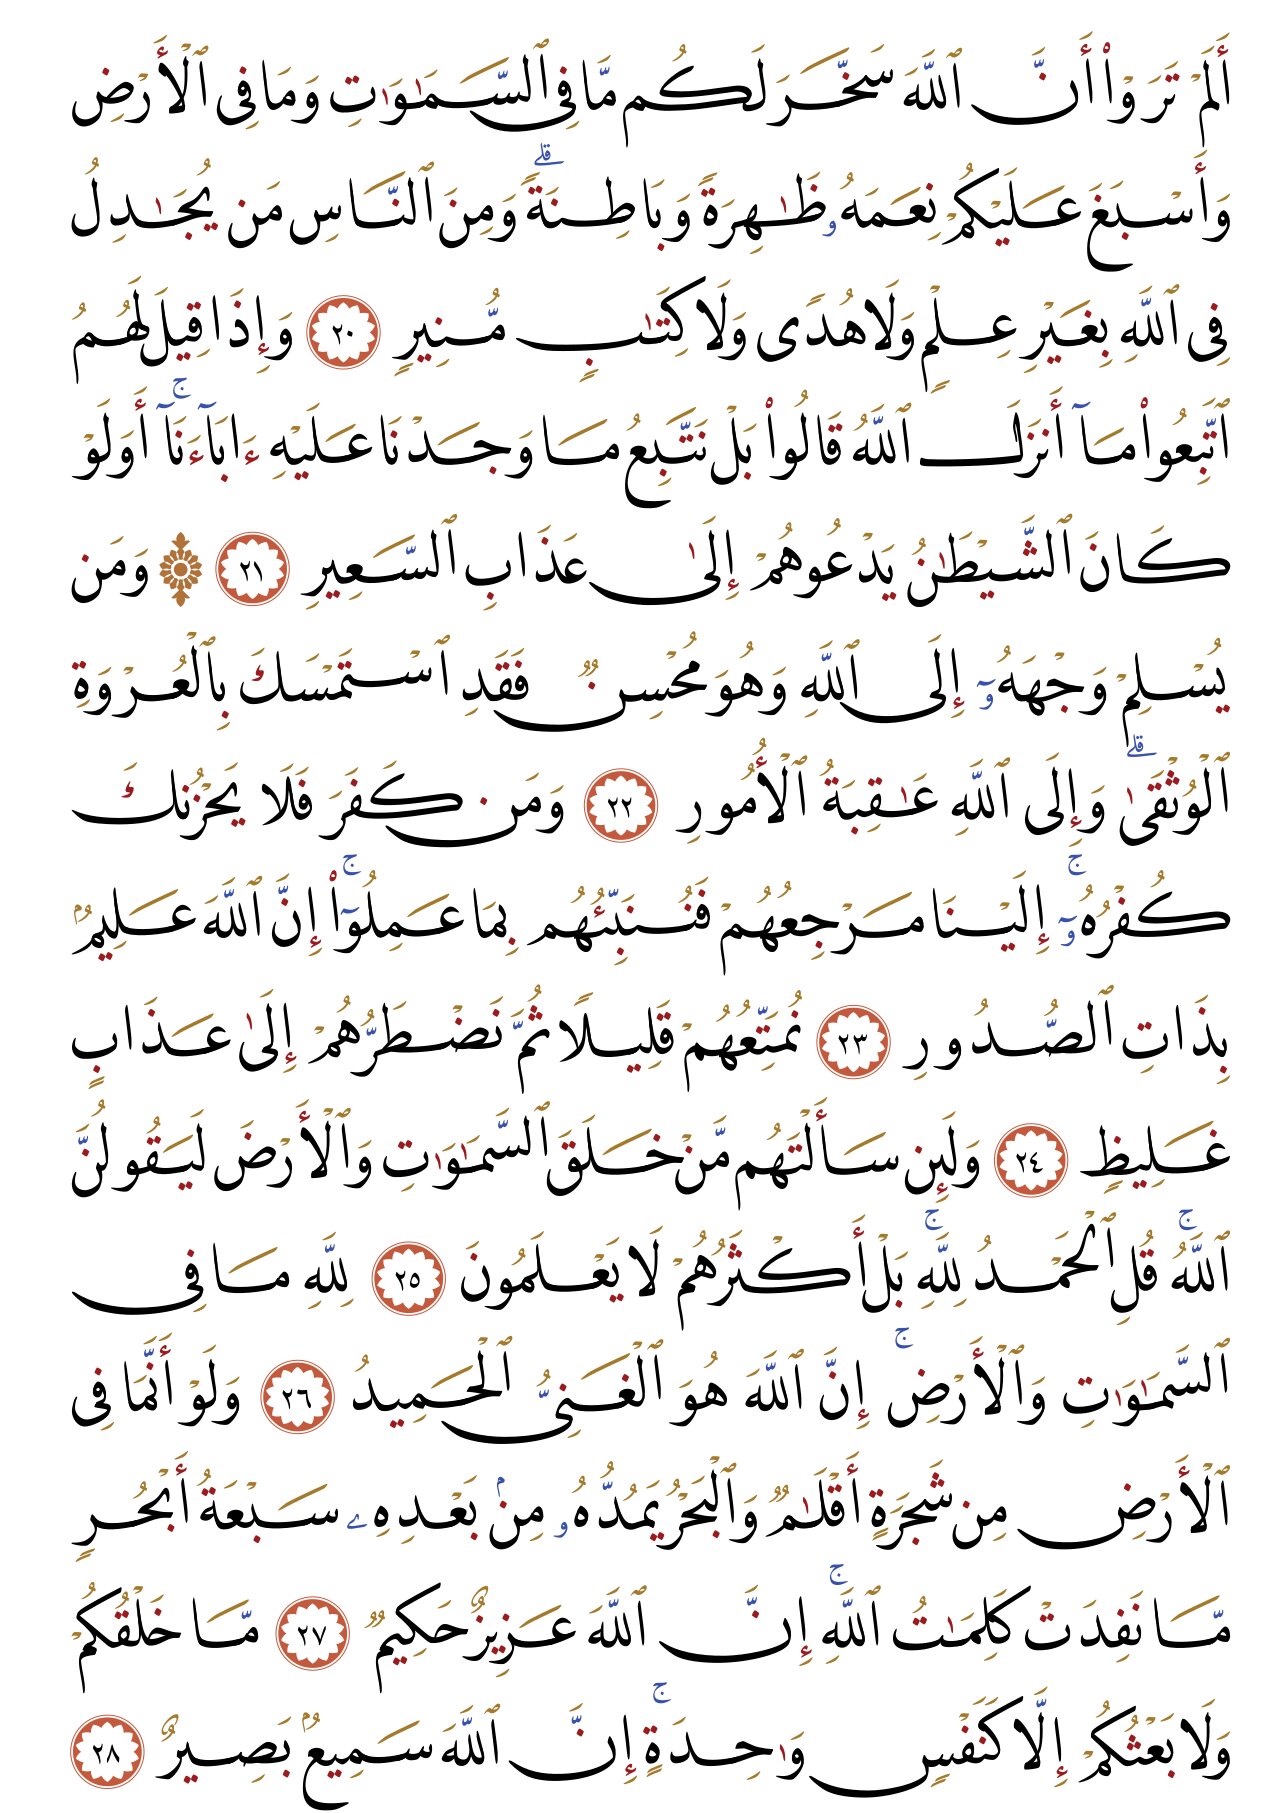 أَلَمْ تَرَوْا۟ أَنَّ ٱللَّهَ سَخَّرَ لَكُم مَّا فِى ٱلسَّمَـٰوَٰتِ وَمَا فِى ٱلْأَرْضِ
وَأَسْبَغَ عَلَيْكُمْ نِعَمَهُۥ ظَـٰهِرَةً وَبَاطِنَةً ۗ وَمِنَ ٱلنَّاسِ مَن يُجَـٰدِلُ
فِى ٱللَّهِ بِغَيْرِ عِلْمٍ وَلَا هُدًى وَلَا كِتَـٰبٍ مُّنِيرٍ ٢٠ وَإِذَا قِيلَ لَهُمُ
ٱتَّبِعُوا۟ مَآ أَنزَلَ ٱللَّهُ قَالُوا۟ بَلْ نَتَّبِعُ مَا وَجَدْنَا عَلَيْهِ ءَابَآءَنَآ ۚ أَوَلَوْ
كَانَ ٱلشَّيْطَـٰنُ يَدْعُوهُمْ إِلَىٰ عَذَابِ ٱلسَّعِيرِ ٢١ ۞ وَمَن
يُسْلِمْ وَجْهَهُۥٓ إِلَى ٱللَّهِ وَهُوَ مُحْسِنٌ فَقَدِ ٱسْتَمْسَكَ بِٱلْعُرْوَةِ
ٱلْوُثْقَىٰ ۗ وَإِلَى ٱللَّهِ عَـٰقِبَةُ ٱلْأُمُورِ ٢٢ وَمَن كَفَرَ فَلَا يَحْزُنكَ
كُفْرُهُۥٓ ۚ إِلَيْنَا مَرْجِعُهُمْ فَنُنَبِّئُهُم بِمَا عَمِلُوٓا۟ ۚ إِنَّ ٱللَّهَ عَلِيمٌۢ
بِذَاتِ ٱلصُّدُورِ ٢٣ نُمَتِّعُهُمْ قَلِيلًا ثُمَّ نَضْطَرُّهُمْ إِلَىٰ عَذَابٍ
غَلِيظٍ ٢٤ وَلَئِن سَأَلْتَهُم مَّنْ خَلَقَ ٱلسَّمَـٰوَٰتِ وَٱلْأَرْضَ لَيَقُولُنَّ
ٱللَّهُ ۚ قُلِ ٱلْحَمْدُ لِلَّهِ ۚ بَلْ أَكْثَرُهُمْ لَا يَعْلَمُونَ ٢٥ لِلَّهِ مَا فِى
ٱلسَّمَـٰوَٰتِ وَٱلْأَرْضِ ۚ إِنَّ ٱللَّهَ هُوَ ٱلْغَنِىُّ ٱلْحَمِيدُ ٢٦ وَلَوْ أَنَّمَا فِى
ٱلْأَرْضِ مِن شَجَرَةٍ أَقْلَـٰمٌ وَٱلْبَحْرُ يَمُدُّهُۥ مِنۢ بَعْدِهِۦ سَبْعَةُ أَبْحُرٍ
مَّا نَفِدَتْ كَلِمَـٰتُ ٱللَّهِ ۚ إِنَّ ٱللَّهَ عَزِيزٌ حَكِيمٌ ٢٧ مَّا خَلْقُكُمْ
وَلَا بَعْثُكُمْ إِلَّا كَنَفْسٍ وَٰحِدَةٍ ۚ إِنَّ ٱللَّهَ سَمِيعٌۢ بَصِيرٌ ٢٨